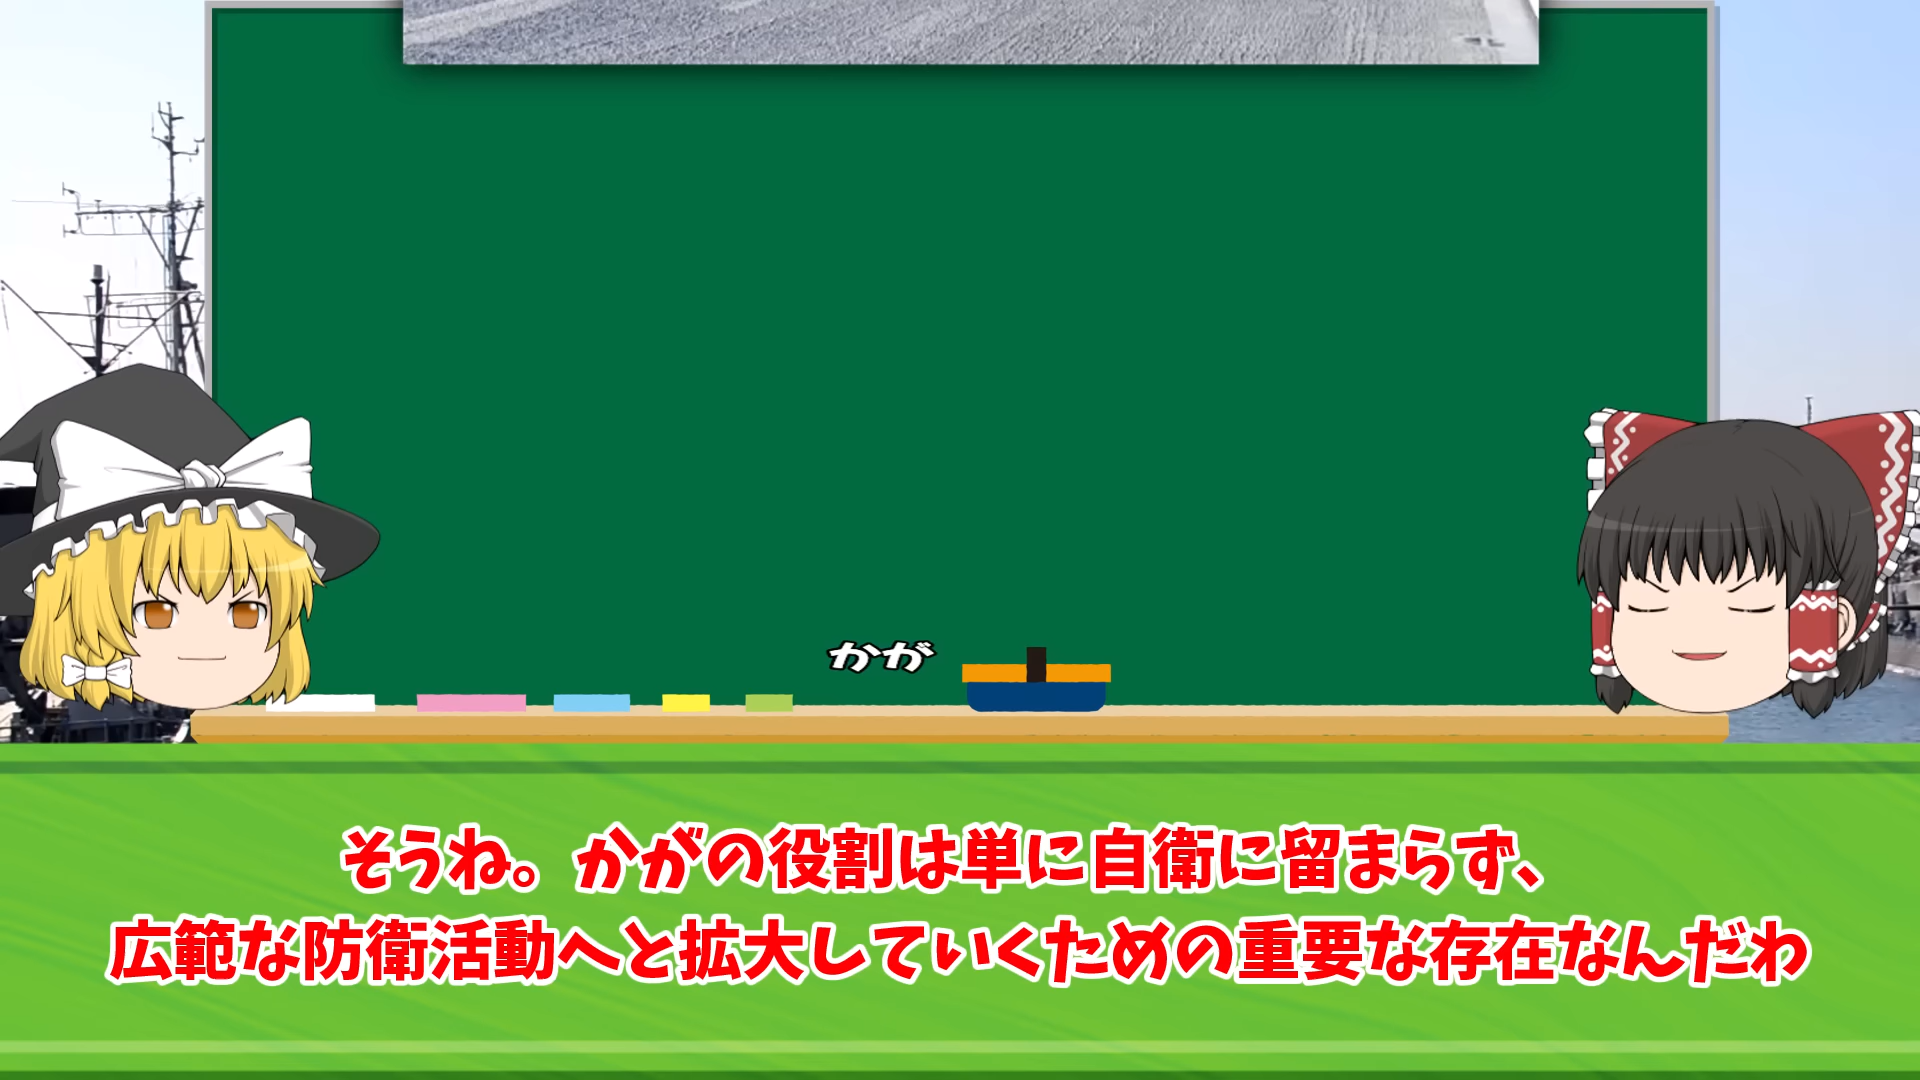 かが
そうね。かがの役割は単に自衛に留まらず、
広範な防衛活動へと拡大していくための重要な存在なんだわ